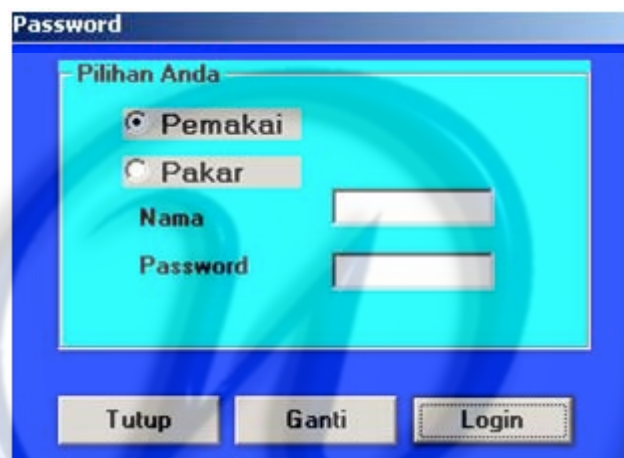 Password
Pilihan Anda
Pemakai
Pakar
Nama
Password
Tutup Ganti Login